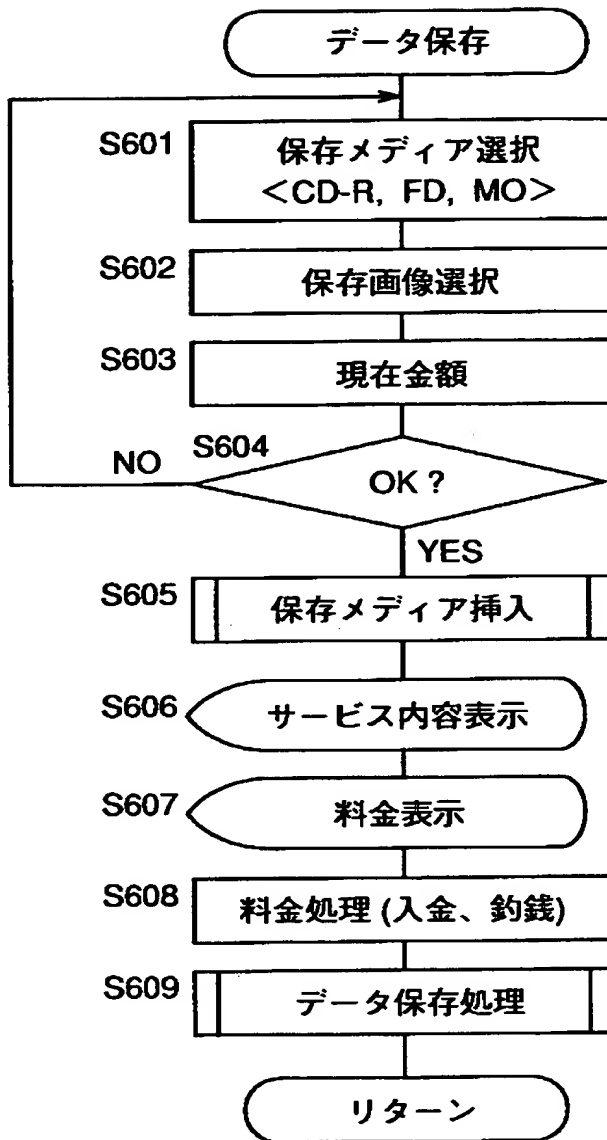 データ保存
S601
保存メディア選択
<CD-R, FD, MO>
S602
保存画像選択
S603
現在金額
S604
NO
OK ?
YES
S605
保存メディア挿入
S606
サービス内容表示
S607
料金表示
S608
料金処理 (入金、釣銭)
S609
データ保存処理
リターン